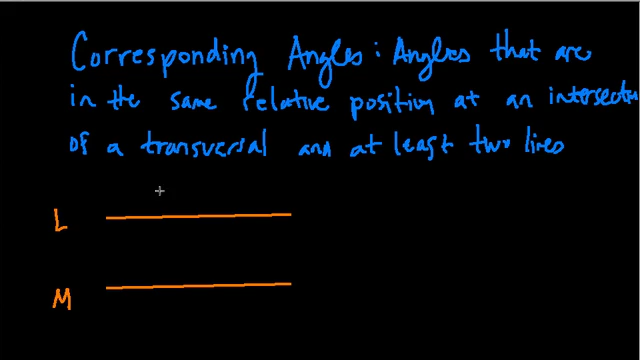 Corresponding Angles : Angles that are
in the same relative position at an
of a transversal and at least two lines
L
M